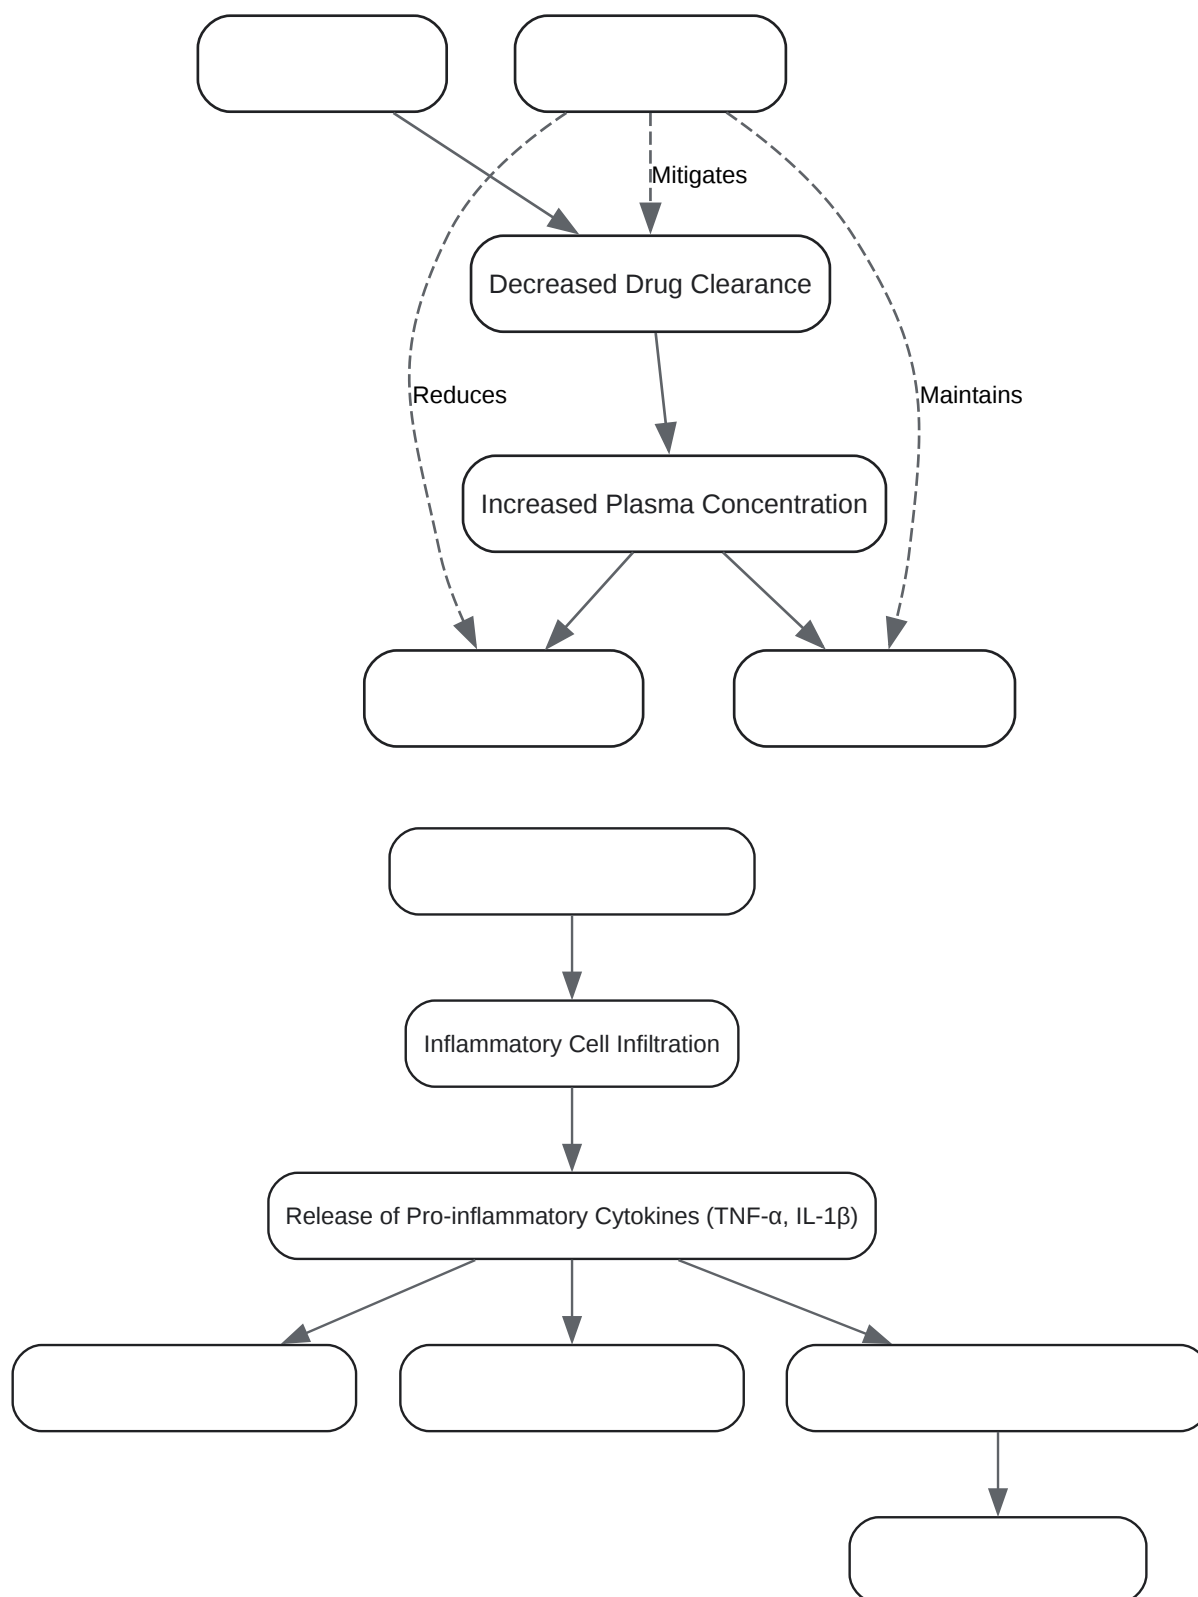 Mitigates
Decreased Drug Clearance
Reduces
Maintains
Increased Plasma Concentration
Inflammatory Cell Infiltration
Release of Pro-inflammatory Cytokines (TNF-α, IL-1β)